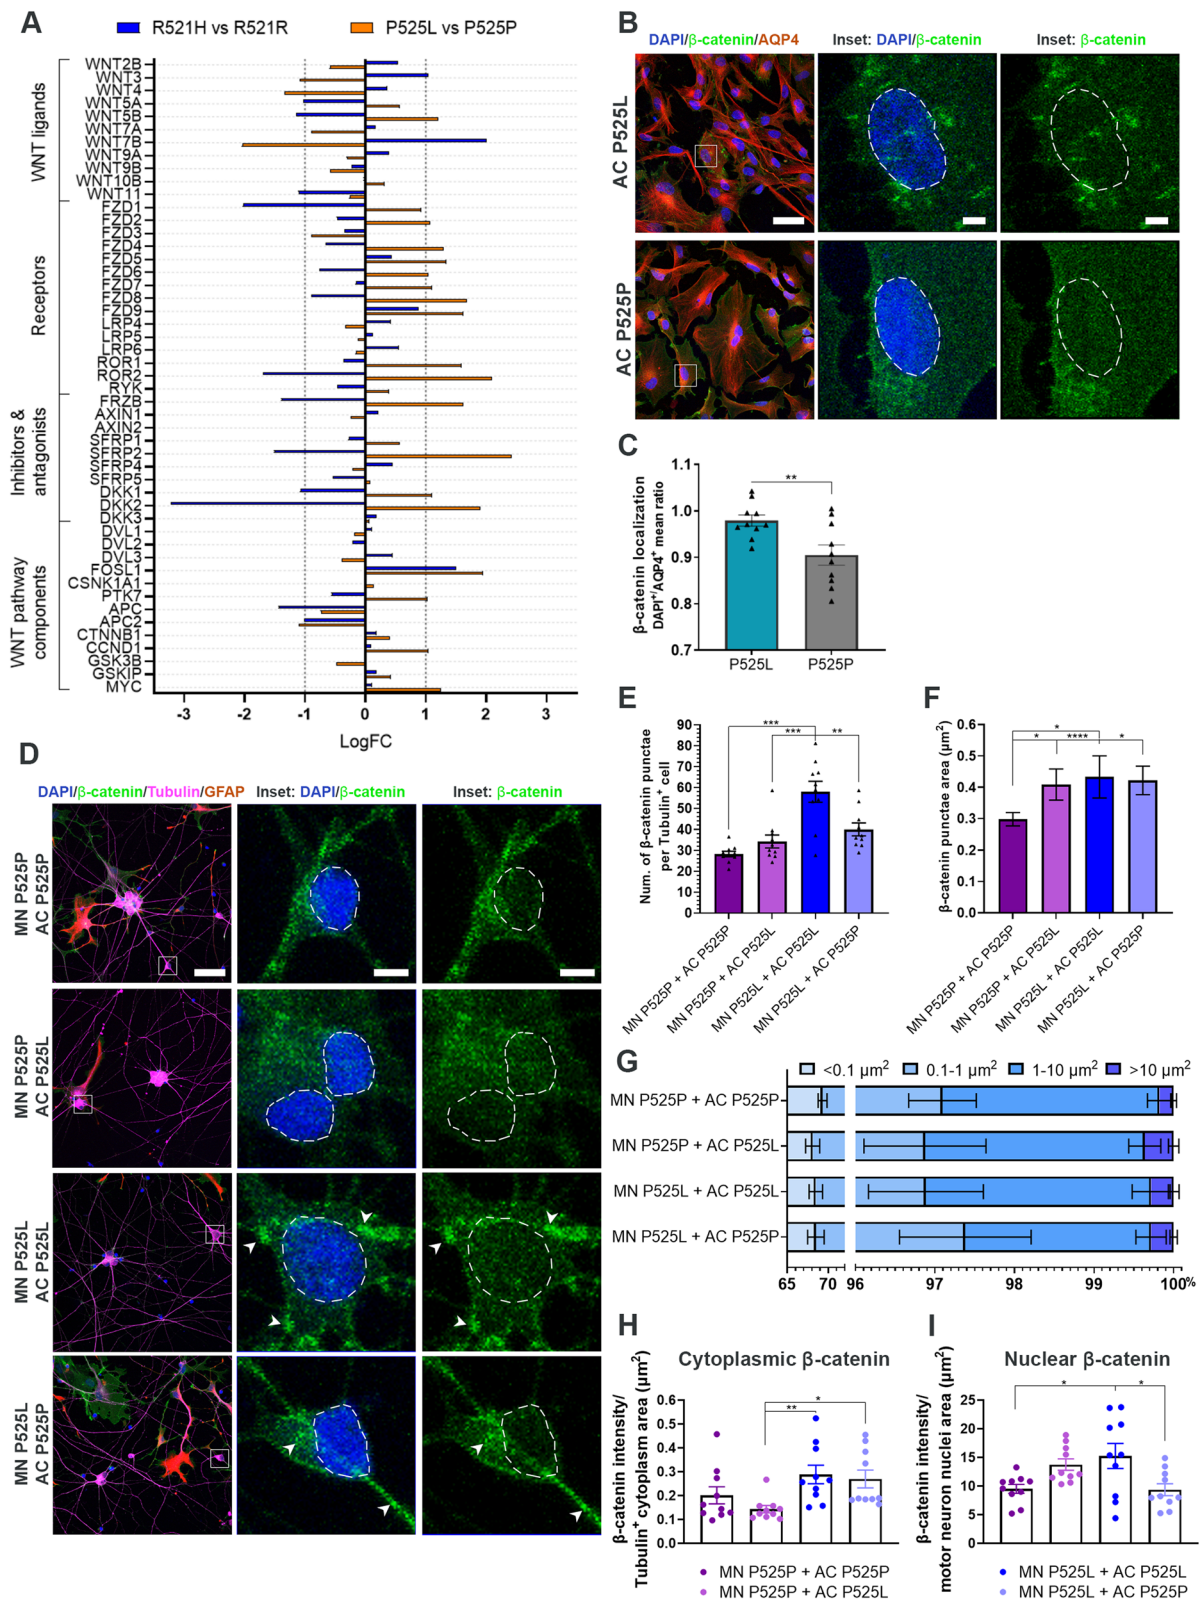 A
R521H vs R521R
P525L vs P525P
WNT ligands
WNT2B
WNT3
WNT4
WNT5A
WNT5B
WNT7A
WNT7B
WNT9A
WNT9B
WNT10B
WNT11
Receptors
FZD1
FZD2
FZD3
FZD4
FZD5
FZD6
FZD7
FZD8
FZD9
LRP4
LRP5
LRP6
ROR1
ROR2
RYK
Inhibitors &
antagonists
FRZB
AXIN1
AXIN2
SFRP1
SFRP2
SFRP4
SFRP5
DKK1
DKK2
DKK3
WNT pathway
components
DVL1
DVL2
DVL3
FOSL1
CSNK1A1
PTK7
APC
APC2
CTNNB1
CCND1
GSK3B
GSKIP
MYC
-3 -2 -1 0 1 2 3
LogFC
B
DAPI/β-catenin/AQP4
Inset: DAPI/β-catenin
Inset: β-catenin
AC P525L
AC P525P
C
β-catenin localization
DAPI⁺/AQP4⁺ mean ratio
1.1
1.0
0.9
0.8
0.7
**
P525L
P525P
D
DAPI/β-catenin/Tubulin/GFAP
Inset: DAPI/β-catenin
Inset: β-catenin
MN P525P
AC P525P
MN P525P
AC P525L
MN P525L
AC P525L
MN P525L
AC P525P
E
Num. of β-catenin punctae
per Tubulin⁺ cell
90
80
70
60
50
40
30
20
10
0
***
***
**
MN P525P + AC P525P
MN P525P + AC P525L
MN P525L + AC P525L
MN P525L + AC P525P
F
β-catenin punctae area (µm²)
0.6
0.5
0.4
0.3
0.2
0.1
0.0
*
*
****
*
MN P525P + AC P525P
MN P525P + AC P525L
MN P525L + AC P525L
MN P525L + AC P525P
G
<0.1 µm²
0.1-1 µm²
1-10 µm²
>10 µm²
MN P525P + AC P525P
MN P525P + AC P525L
MN P525L + AC P525L
MN P525L + AC P525P
65 70 96 97 98 99 100%
H
Cytoplasmic β-catenin
β-catenin intensity/
Tubulin⁺ cytoplasm area (µm²)
0.6
0.5
0.4
0.3
0.2
0.1
0.0
*
**
MN P525P + AC P525P
MN P525P + AC P525L
I
Nuclear β-catenin
β-catenin intensity/
motor neuron nuclei area (µm²)
25
20
15
10
5
0
*
*
MN P525L + AC P525L
MN P525L + AC P525P